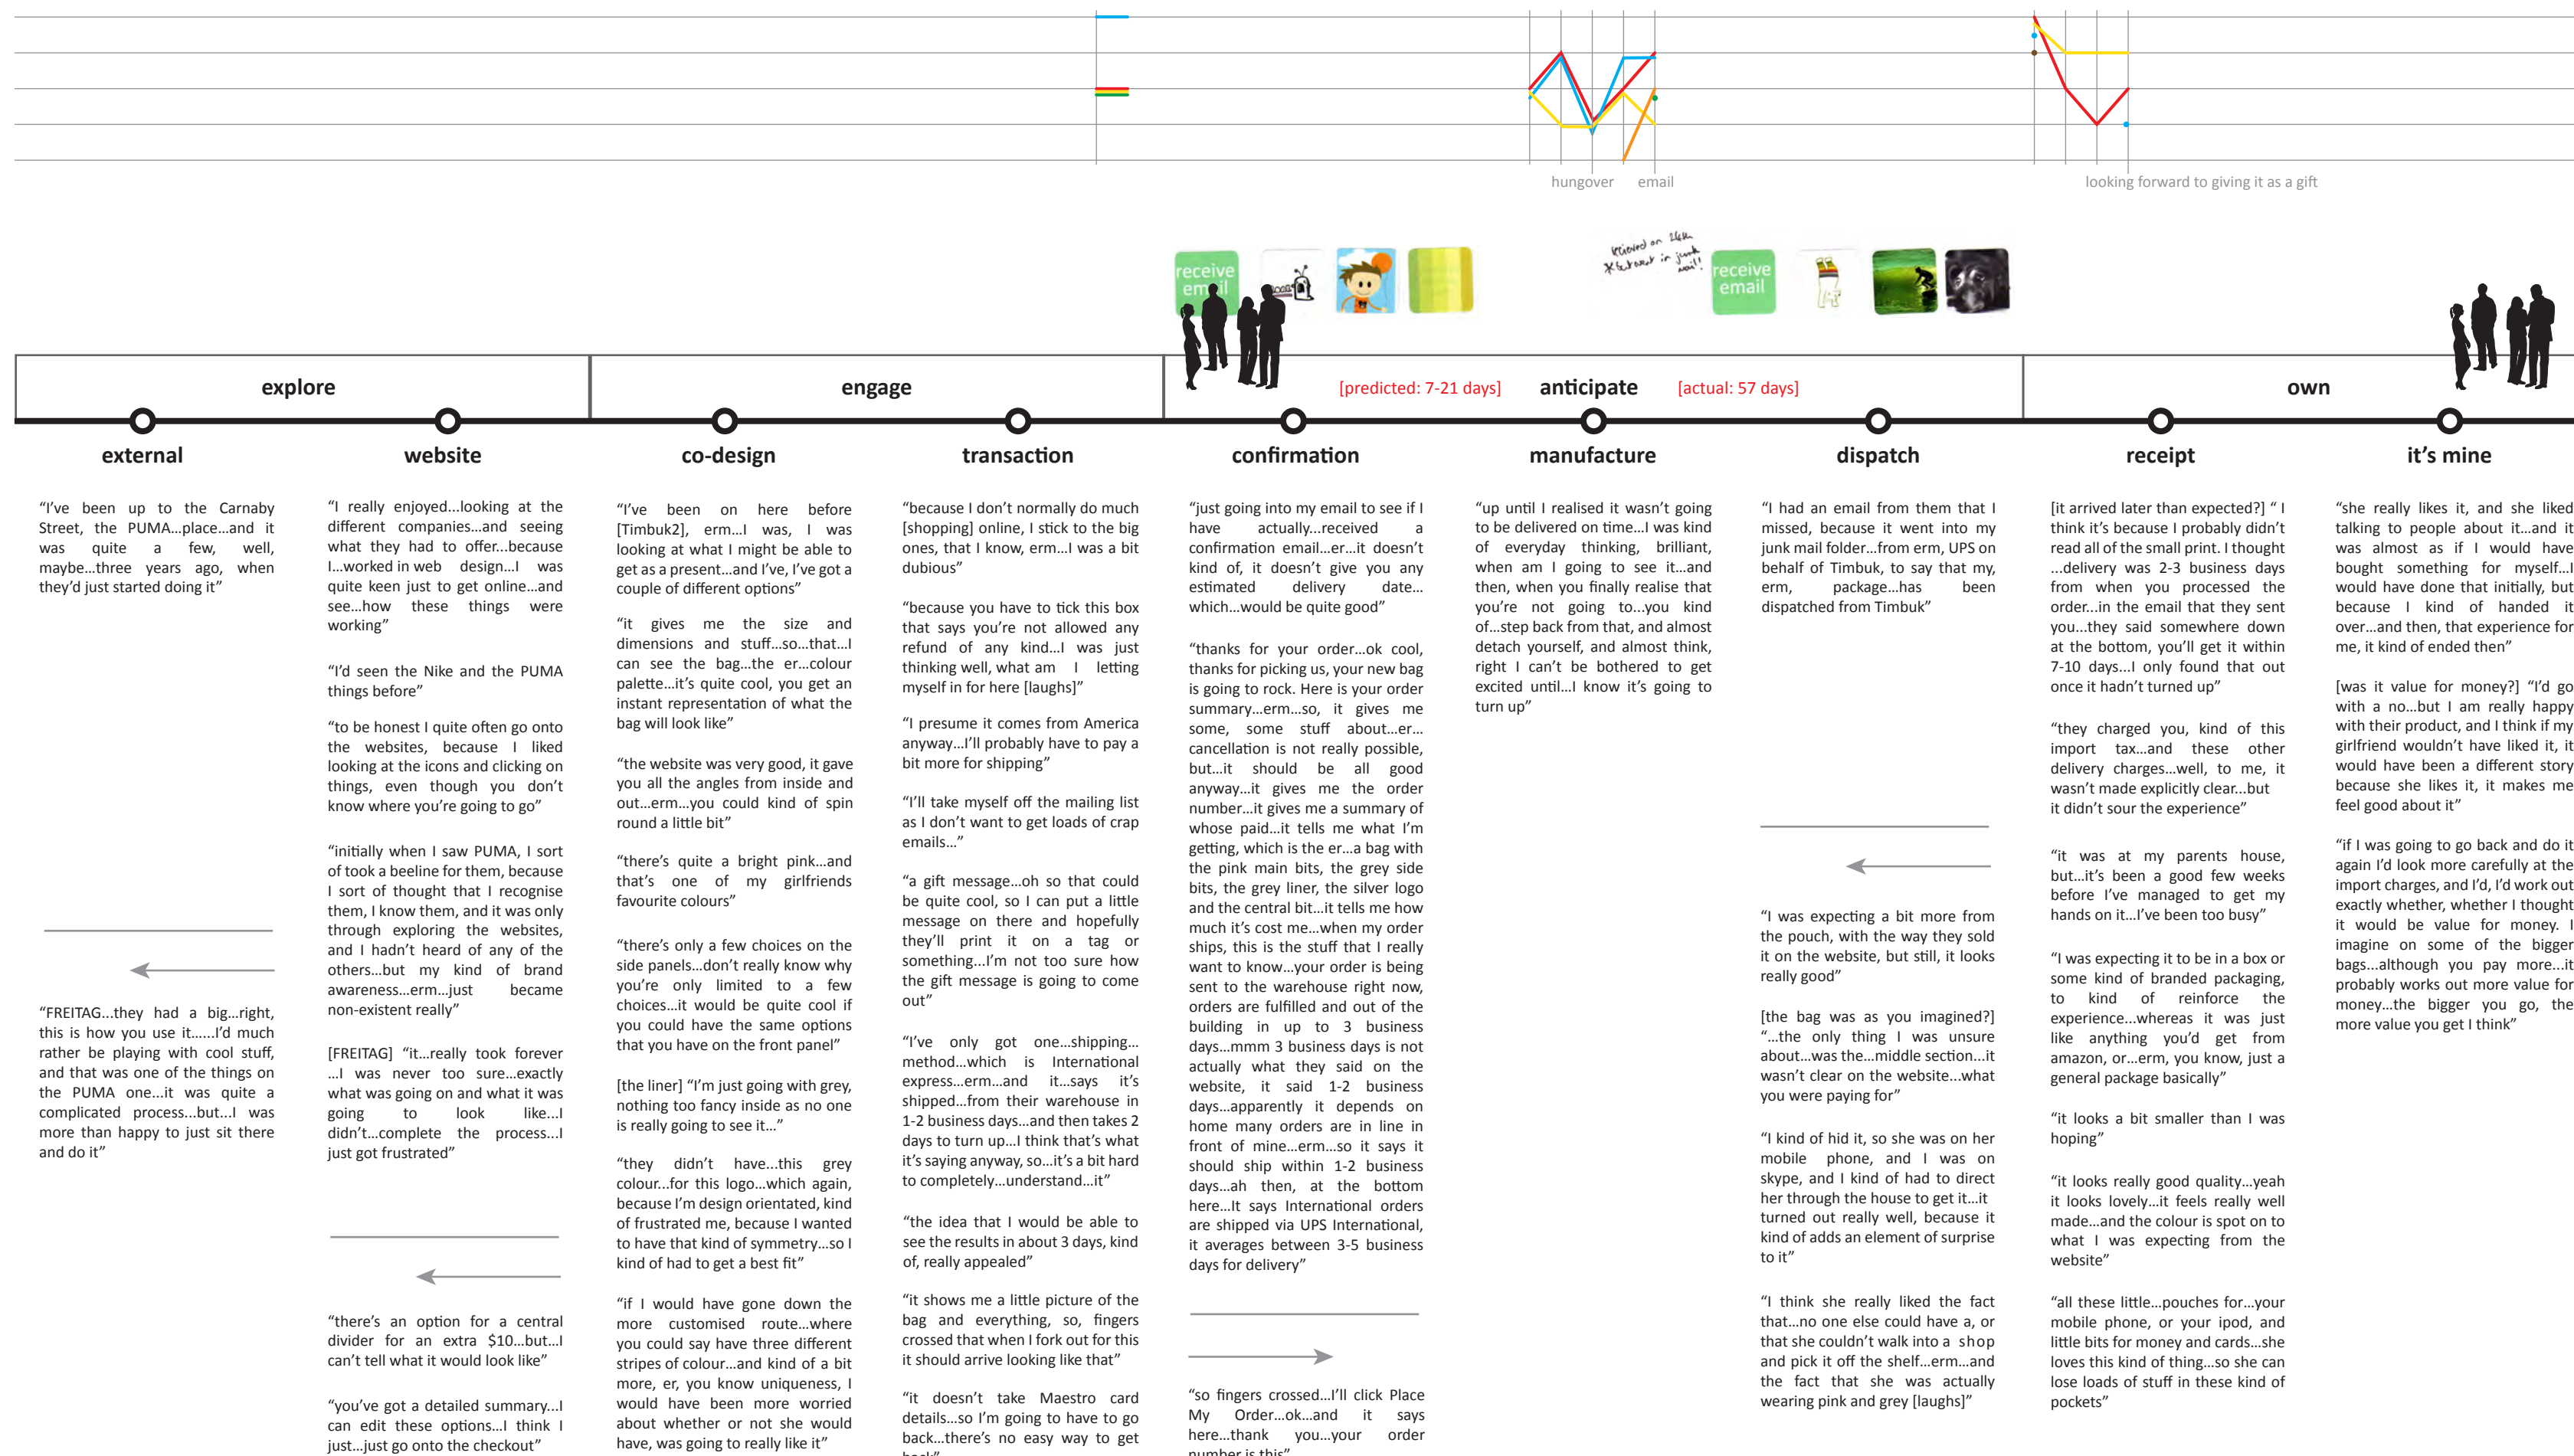 hungover
email
looking forward to giving it as a gift
recieved on 26th
* but went in junk
mail!
receive
email
receive
email
explore
engage
[predicted: 7-21 days]
anticipate
[actual: 57 days]
own
external
website
co-design
transaction
confirmation
manufacture
dispatch
receipt
it’s mine
“I’ve been up to the Carnaby
Street, the PUMA...place...and it
was quite a few, well,
maybe...three years ago, when
they’d just started doing it”
“FREITAG...they had a big...right,
this is how you use it......I’d much
rather be playing with cool stuff,
and that was one of the things on
the PUMA one...it was quite a
complicated process...but...I was
more than happy to just sit there
and do it”
“I really enjoyed...looking at the
different companies...and seeing
what they had to offer...because
I...worked in web design...I was
quite keen just to get online...and
see...how these things were
working”
“I’d seen the Nike and the PUMA
things before”
“to be honest I quite often go onto
the websites, because I liked
looking at the icons and clicking on
things, even though you don’t
know where you’re going to go”
“initially when I saw PUMA, I sort
of took a beeline for them, because
I sort of thought that I recognise
them, I know them, and it was only
through exploring the websites,
and I hadn’t heard of any of the
others...but my kind of brand
awareness...erm...just became
non-existent really”
[FREITAG] “it...really took forever
...I was never too sure...exactly
what was going on and what it was
going to look like...I
didn’t...complete the process...I
just got frustrated”
“there’s an option for a central
divider for an extra $10...but...I
can’t tell what it would look like”
“you’ve got a detailed summary...I
can edit these options...I think I
just...just go onto the checkout”
“I’ve been on here before
[Timbuk2], erm...I was, I was
looking at what I might be able to
get as a present...and I’ve, I’ve got a
couple of different options”
“it gives me the size and
dimensions and stuff...so...that...I
can see the bag...the er...colour
palette...it’s quite cool, you get an
instant representation of what the
bag will look like”
“the website was very good, it gave
you all the angles from inside and
out...erm...you could kind of spin
round a little bit”
“there’s quite a bright pink...and
that’s one of my girlfriends
favourite colours”
“there’s only a few choices on the
side panels...don’t really know why
you’re only limited to a few
choices...it would be quite cool if
you could have the same options
that you have on the front panel”
[the liner] “I’m just going with grey,
nothing too fancy inside as no one
is really going to see it...”
“they didn’t have...this grey
colour...for this logo...which again,
because I’m design orientated, kind
of frustrated me, because I wanted
to have that kind of symmetry...so I
kind of had to get a best fit”
“if I would have gone down the
more customised route...where
you could say have three different
stripes of colour...and kind of a bit
more, er, you know uniqueness, I
would have been more worried
about whether or not she would
have, was going to really like it”
“because I don’t normally do much
[shopping] online, I stick to the big
ones, that I know, erm...I was a bit
dubious”
“because you have to tick this box
that says you’re not allowed any
refund of any kind...I was just
thinking well, what am I letting
myself in for here [laughs]”
“I presume it comes from America
anyway...I’ll probably have to pay a
bit more for shipping”
“I’ll take myself off the mailing list
as I don’t want to get loads of crap
emails...”
“a gift message...oh so that could
be quite cool, so I can put a little
message on there and hopefully
they’ll print it on a tag or
something...I’m not too sure how
the gift message is going to come
out”
“I’ve only got one...shipping...
method...which is International
express...erm...and it...says it’s
shipped...from their warehouse in
1-2 business days...and then takes 2
days to turn up...I think that’s what
it’s saying anyway, so...it’s a bit hard
to completely...understand...it”
“the idea that I would be able to
see the results in about 3 days, kind
of, really appealed”
“it shows me a little picture of the
bag and everything, so, fingers
crossed that when I fork out for this
it should arrive looking like that”
“it doesn’t take Maestro card
details...so I’m going to have to go
back...there’s no easy way to get
back”
“just going into my email to see if I
have actually...received a
confirmation email...er...it doesn’t
kind of, it doesn’t give you any
estimated delivery date...
which...would be quite good”
“thanks for your order...ok cool,
thanks for picking us, your new bag
is going to rock. Here is your order
summary...erm...so, it gives me
some, some stuff about...er...
cancellation is not really possible,
but...it should be all good
anyway...it gives me the order
number...it gives me a summary of
whose paid...it tells me what I’m
getting, which is the er...a bag with
the pink main bits, the grey side
bits, the grey liner, the silver logo
and the central bit...it tells me how
much it’s cost me...when my order
ships, this is the stuff that I really
want to know...your order is being
sent to the warehouse right now,
orders are fulfilled and out of the
building in up to 3 business
days...mmm 3 business days is not
actually what they said on the
website, it said 1-2 business
days...apparently it depends on
home many orders are in line in
front of mine...erm...so it says it
should ship within 1-2 business
days...ah then, at the bottom
here...It says International orders
are shipped via UPS International,
it averages between 3-5 business
days for delivery”
“so fingers crossed...I’ll click Place
My Order...ok...and it says
here...thank you...your order
number is this”
“up until I realised it wasn’t going
to be delivered on time...I was kind
of everyday thinking, brilliant,
when am I going to see it...and
then, when you finally realise that
you’re not going to...you kind
of...step back from that, and almost
detach yourself, and almost think,
right I can’t be bothered to get
excited until...I know it’s going to
turn up”
“I had an email from them that I
missed, because it went into my
junk mail folder...from erm, UPS on
behalf of Timbuk, to say that my,
erm, package...has been
dispatched from Timbuk”
“I was expecting a bit more from
the pouch, with the way they sold
it on the website, but still, it looks
really good”
[the bag was as you imagined?]
“...the only thing I was unsure
about...was the...middle section...it
wasn’t clear on the website...what
you were paying for”
“I kind of hid it, so she was on her
mobile phone, and I was on
skype, and I kind of had to direct
her through the house to get it...it
turned out really well, because it
kind of adds an element of surprise
to it”
“I think she really liked the fact
that...no one else could have a, or
that she couldn’t walk into a shop
and pick it off the shelf...erm...and
the fact that she was actually
wearing pink and grey [laughs]”
[it arrived later than expected?] “ I
think it’s because I probably didn’t
read all of the small print. I thought
...delivery was 2-3 business days
from when you processed the
order...in the email that they sent
you...they said somewhere down
at the bottom, you’ll get it within
7-10 days...I only found that out
once it hadn’t turned up”
“they charged you, kind of this
import tax...and these other
delivery charges...well, to me, it
wasn’t made explicitly clear...but
it didn’t sour the experience”
“it was at my parents house,
but...it’s been a good few weeks
before I’ve managed to get my
hands on it...I’ve been too busy”
“I was expecting it to be in a box or
some kind of branded packaging,
to kind of reinforce the
experience...whereas it was just
like anything you’d get from
amazon, or...erm, you know, just a
general package basically”
“it looks a bit smaller than I was
hoping”
“it looks really good quality...yeah
it looks lovely...it feels really well
made...and the colour is spot on to
what I was expecting from the
website”
“all these little...pouches for...your
mobile phone, or your ipod, and
little bits for money and cards...she
loves this kind of thing...so she can
lose loads of stuff in these kind of
pockets”
“she really likes it, and she liked
talking to people about it...and it
was almost as if I would have
bought something for myself...I
would have done that initially, but
because I kind of handed it
over...and then, that experience for
me, it kind of ended then”
[was it value for money?] “I’d go
with a no...but I am really happy
with their product, and I think if my
girlfriend wouldn’t have liked it, it
would have been a different story
because she likes it, it makes me
feel good about it”
“if I was going to go back and do it
again I’d look more carefully at the
import charges, and I’d, I’d work out
exactly whether, whether I thought
it would be value for money. I
imagine on some of the bigger
bags...although you pay more...it
probably works out more value for
money...the bigger you go, the
more value you get I think”